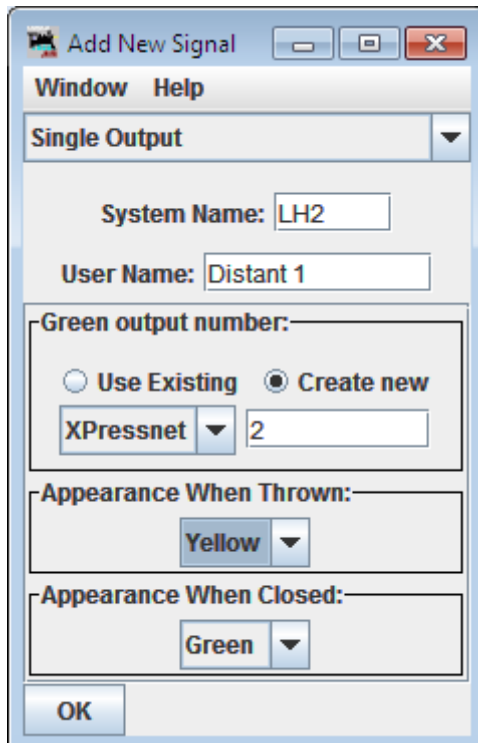 Add New Signal
Window Help
Single Output
System Name: LH2
User Name: Distant 1
Green output number:
Use Existing Create new
XPressnet 2
Appearance When Thrown:
Yellow
Appearance When Closed:
Green
OK